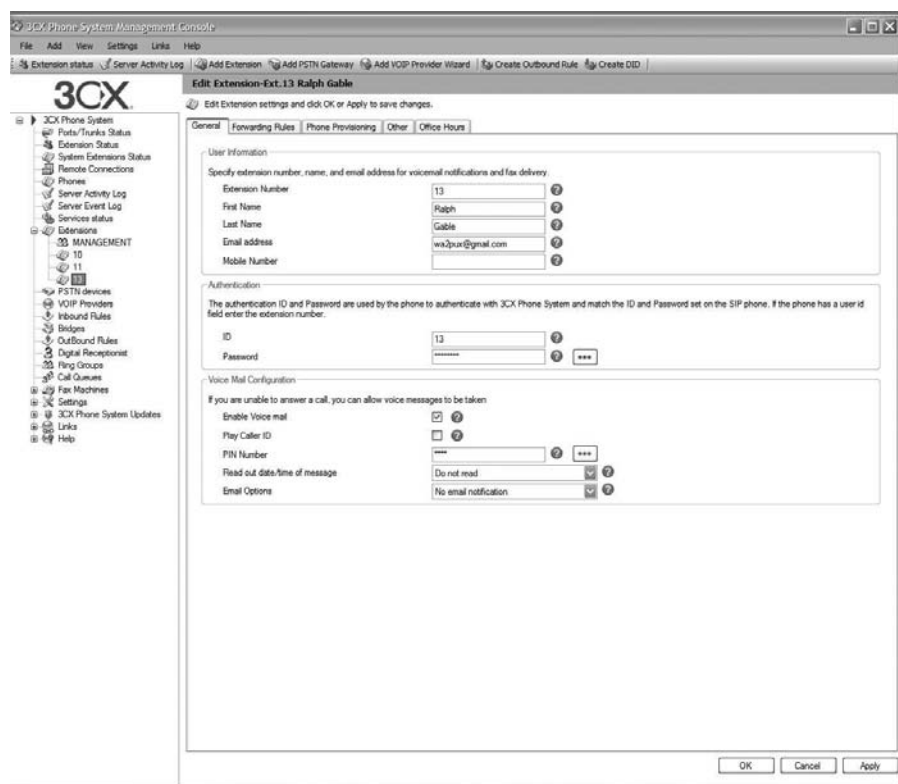 3CX Phone System Management Console
File Add View Settings Links Help
Extension status Server Activity Log Add Extension Add PSTN Gateway Add VOIP Provider Wizard Create Outbound Rule Create DID
3CX
3CX Phone System
Ports/Trunks Status
Extension Status
System Extensions Status
Remote Connections
Phones
Server Activity Log
Server Event Log
Services status
Extensions
MANAGEMENT
10
11
13
PSTN devices
VOIP Providers
Inbound Rules
Bridges
OutBound Rules
Digital Receptionist
Ring Groups
Call Queues
Fax Machines
Settings
3CX Phone System Updates
Links
Help
Edit Extension-Ext.13 Ralph Gable
Edit Extension settings and click OK or Apply to save changes.
General Forwarding Rules Phone Provisioning Other Office Hours
User Information
Specify extension number, name, and email address for voicemail notifications and fax delivery.
Extension Number 13
First Name Ralph
Last Name Gable
Email address wa2pux@gmail.com
Mobile Number
Authentication
The authentication ID and Password are used by the phone to authenticate with 3CX Phone System and match the ID and Password set on the SIP phone. If the phone has a user id
field enter the extension number.
ID 13
Password ********
Voice Mail Configuration
If you are unable to answer a call, you can allow voice messages to be taken
Enable Voice mail
Play Caller ID
PIN Number ****
Read out date/time of message Do not read
Email Options No email notification
OK Cancel Apply